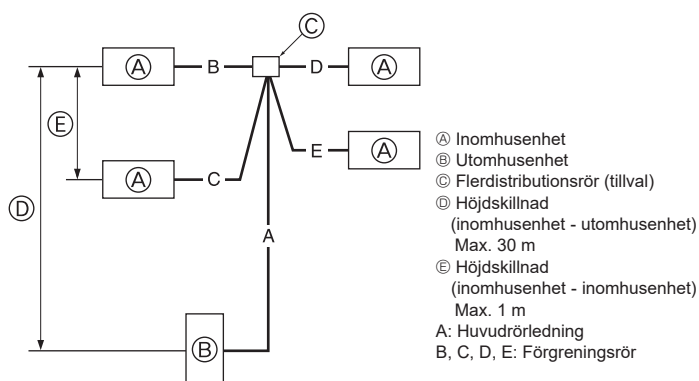 Ⓒ
Ⓐ B D Ⓐ
Ⓔ
Ⓐ C E Ⓐ
Ⓓ
A
Ⓑ
Ⓐ Inomhusenhet
Ⓑ Utomhusenhet
Ⓒ Flerdistributionsrör (tillval)
Ⓓ Höjdskillnad
(inomhusenhet - utomhusenhet)
Max. 30 m
Ⓔ Höjdskillnad
(inomhusenhet - inomhusenhet)
Max. 1 m
A: Huvudrörledning
B, C, D, E: Förgreningsrör